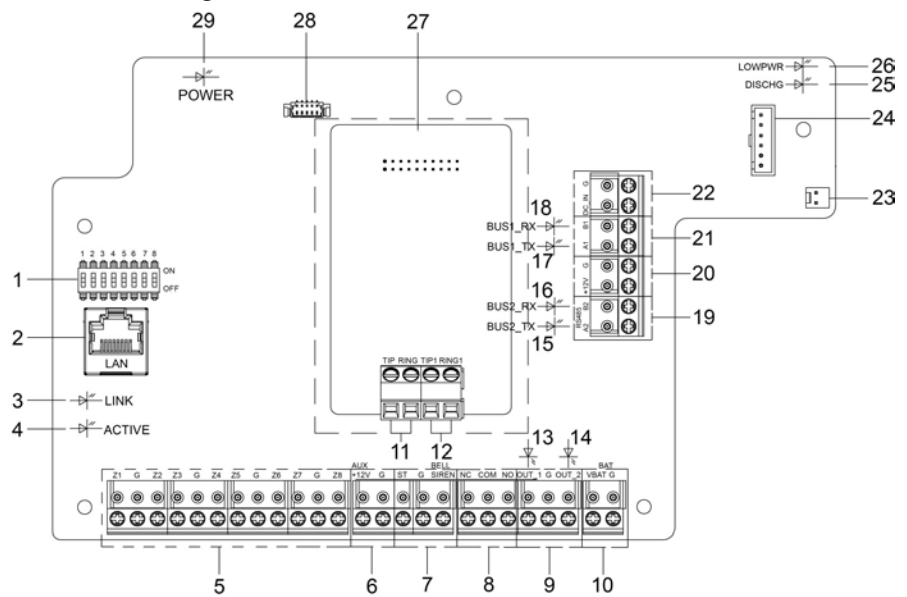 29 28 27
LOWPWR 26
DISCHG 25
POWER
24
G
DC IN
22
23
18
BUS1_RX
B1
BUS1_TX
A1
21
17
G
20
+12V
16
BUS2_RX
B2
RS485
19
BUS2_TX
A2
15
1 2 3 4 5 6 7 8
ON
1
OFF
2
LAN
TIP RING TIP1 RING1
3 LINK
4 ACTIVE
11 12 13 14
AUX BELL BAT
Z1 G Z2 Z3 G Z4 Z5 G Z6 Z7 G Z8 +12V G ST G SIREN NC COM NO OUT_1 G OUT_2 VBAT G
5 6 7 8 9 10